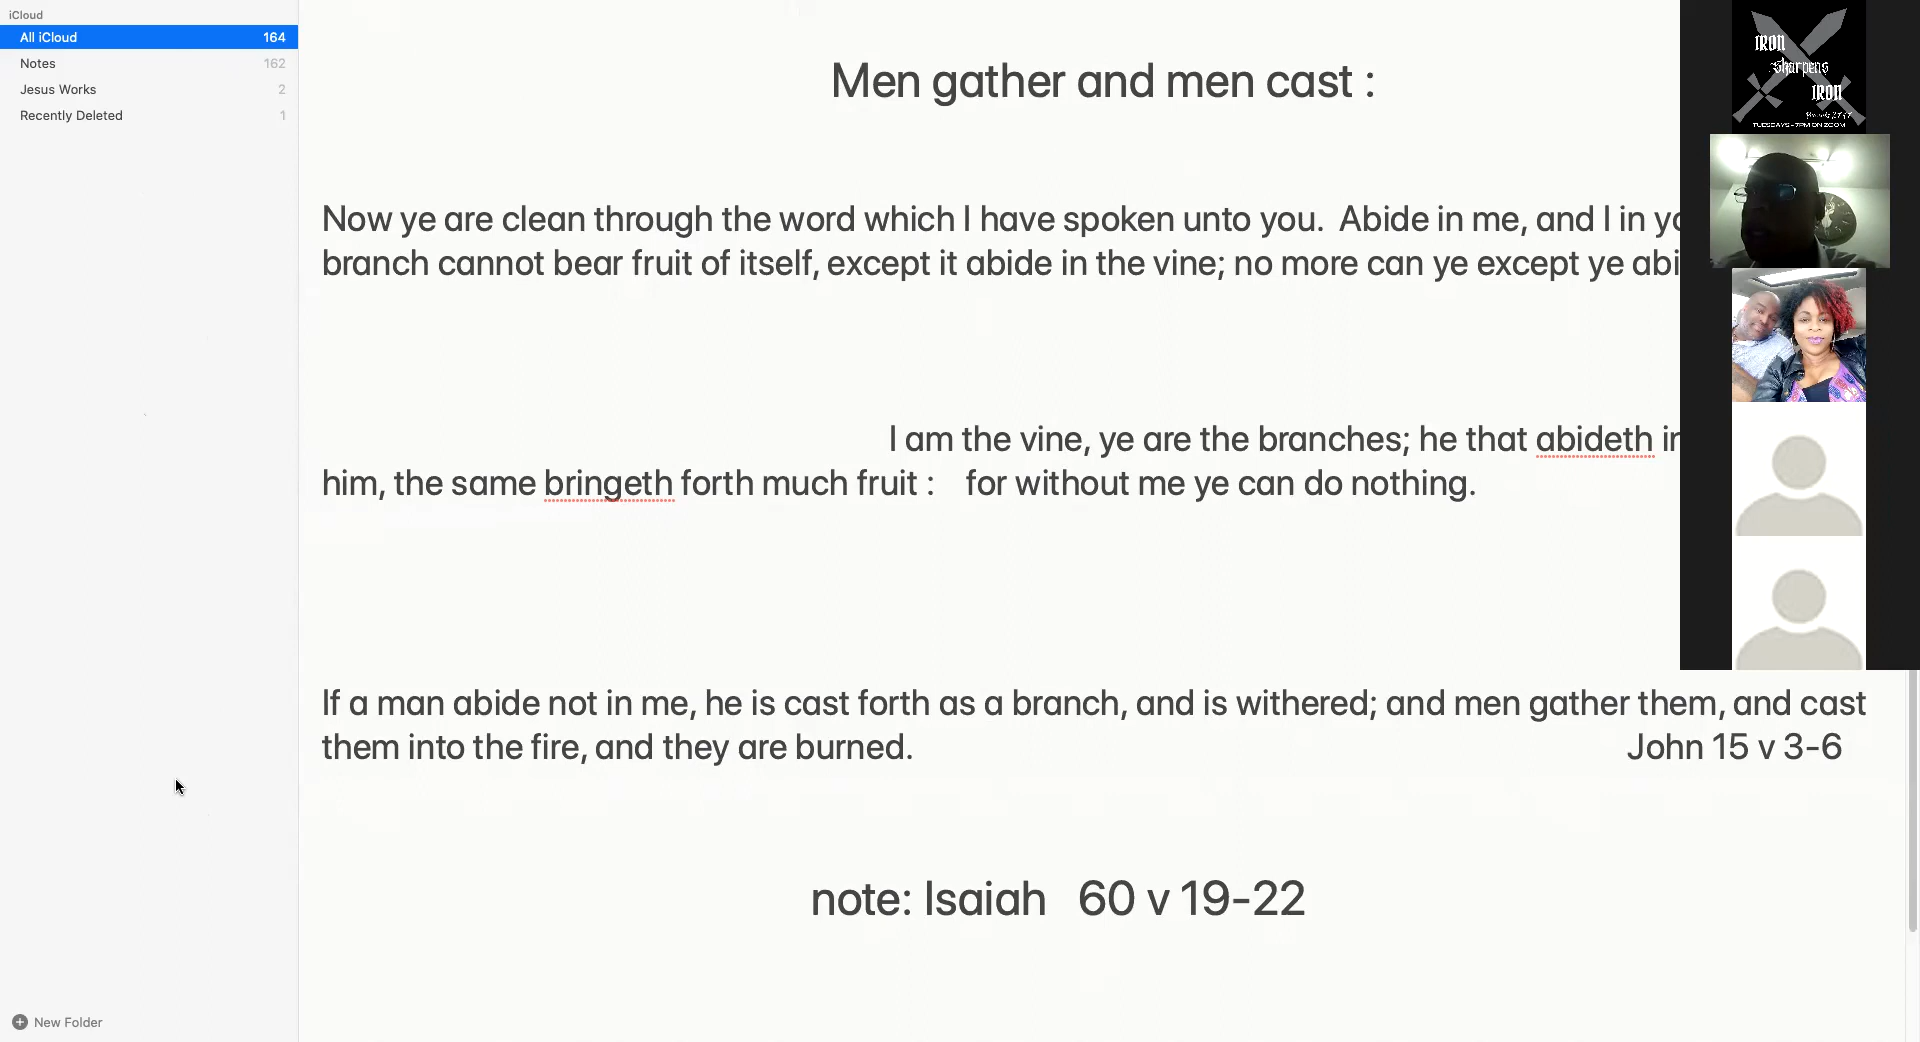 iCloud
All iCloud 164
Notes 162
Jesus Works 2
Recently Deleted 1
New Folder
Men gather and men cast :
Now ye are clean through the word which I have spoken unto you. Abide in me, and I in
branch cannot bear fruit of itself, except it abide in the vine; no more can ye except ye
I am the vine, ye are the branches; he that abideth
him, the same bringeth forth much fruit : for without me ye can do nothing.
If a man abide not in me, he is cast forth as a branch, and is withered; and men gather them, and cast
them into the fire, and they are burned. John 15 v 3-6
note: Isaiah 60 v 19-22
IRON
Sharpens
IRON
TUESDAYS - 7PM ON ZOOM